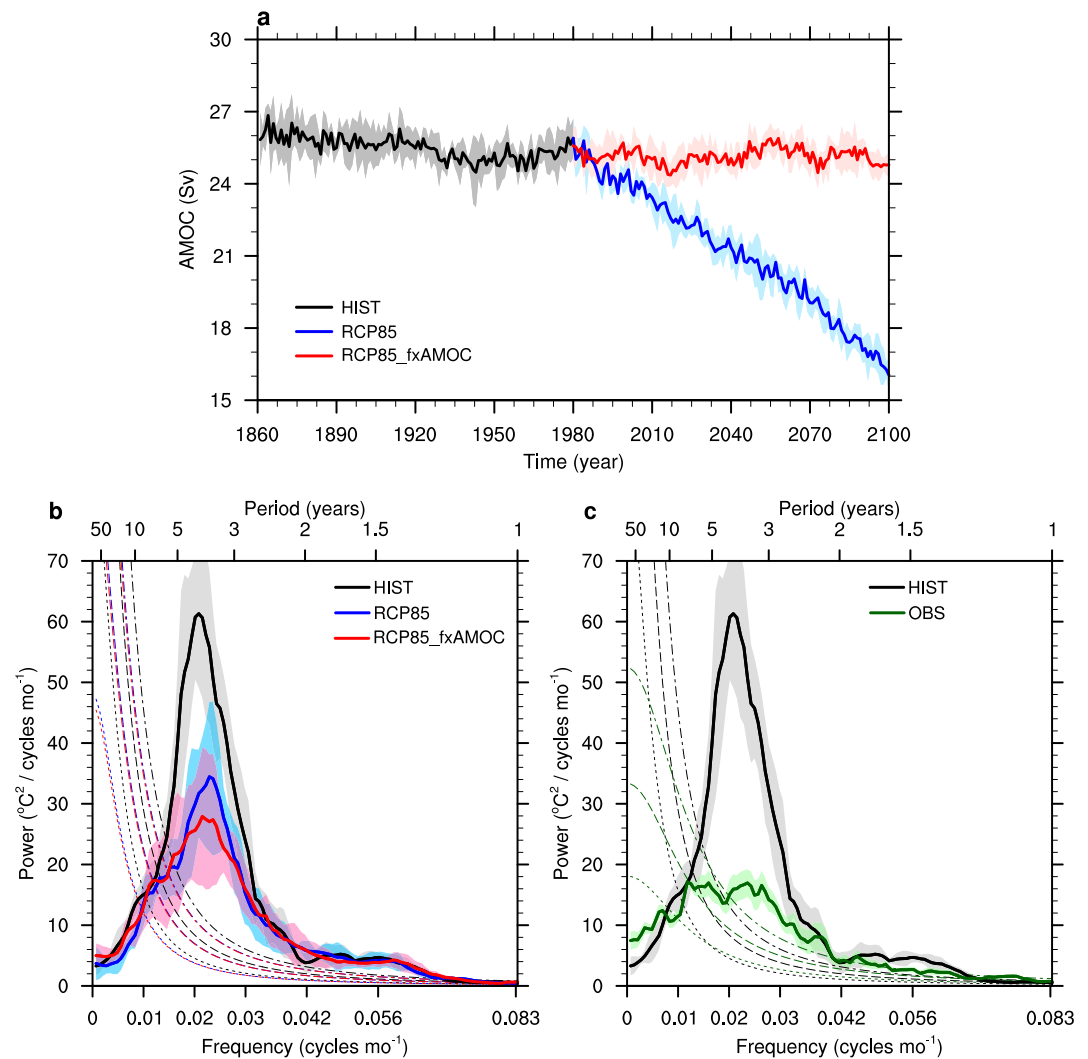 a
30
27
24
21
18
15
AMOC (Sv)
HIST
RCP85
RCP85_fxAMOC
1860 1890 1920 1950 1980 2010 2040 2070 2100
Time (year)
b
Period (years)
50 10 5 3 2 1.5 1
70
60
50
40
30
20
10
0
Power (°C² / cycles mo⁻¹)
HIST
RCP85
RCP85_fxAMOC
0 0.01 0.02 0.03 0.042 0.056 0.083
Frequency (cycles mo⁻¹)
c
Period (years)
50 10 5 3 2 1.5 1
70
60
50
40
30
20
10
0
Power (°C² / cycles mo⁻¹)
HIST
OBS
0 0.01 0.02 0.03 0.042 0.056 0.083
Frequency (cycles mo⁻¹)